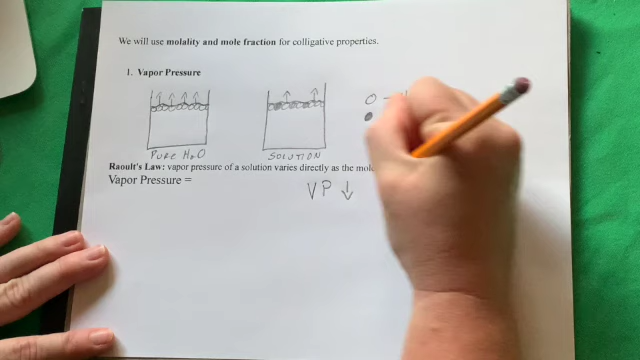 We will use molality and mole fraction for colligative properties.
1. Vapor Pressure
PURE H₂O
SOLUTION
Raoult's Law: vapor pressure of a solution varies directly as the
Vapor Pressure =
VP ↓